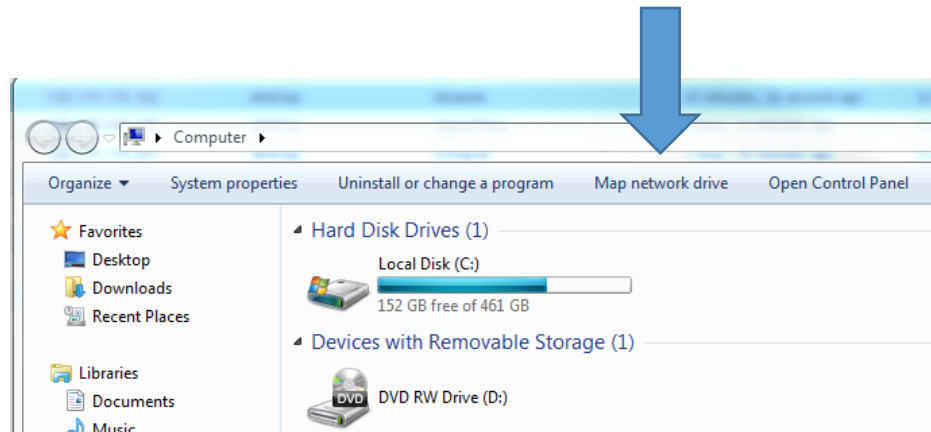 Computer
Organize System properties Uninstall or change a program Map network drive Open Control Panel
Favorites
Desktop
Downloads
Recent Places
Libraries
Documents
Music
Hard Disk Drives (1)
Local Disk (C:)
152 GB free of 461 GB
Devices with Removable Storage (1)
DVD
DVD RW Drive (D:)